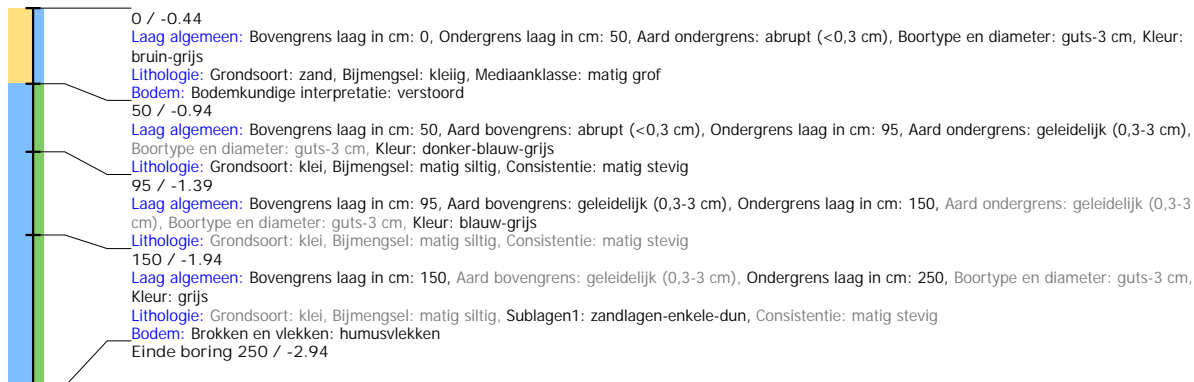 0 / -0.44
Laag algemeen: Bovengrens laag in cm: 0, Ondergrens laag in cm: 50, Aard ondergrens: abrupt (<0,3 cm), Boortype en diameter: guts-3 cm, Kleur:
bruin-grijs
Lithologie: Grondsoort: zand, Bijmengsel: kleiig, Mediaanklasse: matig grof
Bodem: Bodemkundige interpretatie: verstoord
50 / -0.94
Laag algemeen: Bovengrens laag in cm: 50, Aard bovengrens: abrupt (<0,3 cm), Ondergrens laag in cm: 95, Aard ondergrens: geleidelijk (0,3-3 cm),
Boortype en diameter: guts-3 cm, Kleur: donker-blauw-grijs
Lithologie: Grondsoort: klei, Bijmengsel: matig siltig, Consistentie: matig stevig
95 / -1.39
Laag algemeen: Bovengrens laag in cm: 95, Aard bovengrens: geleidelijk (0,3-3 cm), Ondergrens laag in cm: 150, Aard ondergrens: geleidelijk (0,3-3
cm), Boortype en diameter: guts-3 cm, Kleur: blauw-grijs
Lithologie: Grondsoort: klei, Bijmengsel: matig siltig, Consistentie: matig stevig
150 / -1.94
Laag algemeen: Bovengrens laag in cm: 150, Aard bovengrens: geleidelijk (0,3-3 cm), Ondergrens laag in cm: 250, Boortype en diameter: guts-3 cm,
Kleur: grijs
Lithologie: Grondsoort: klei, Bijmengsel: matig siltig, Sublagen1: zandlagen-enkele-dun, Consistentie: matig stevig
Bodem: Brokken en vlekken: humusvlekken
Einde boring 250 / -2.94